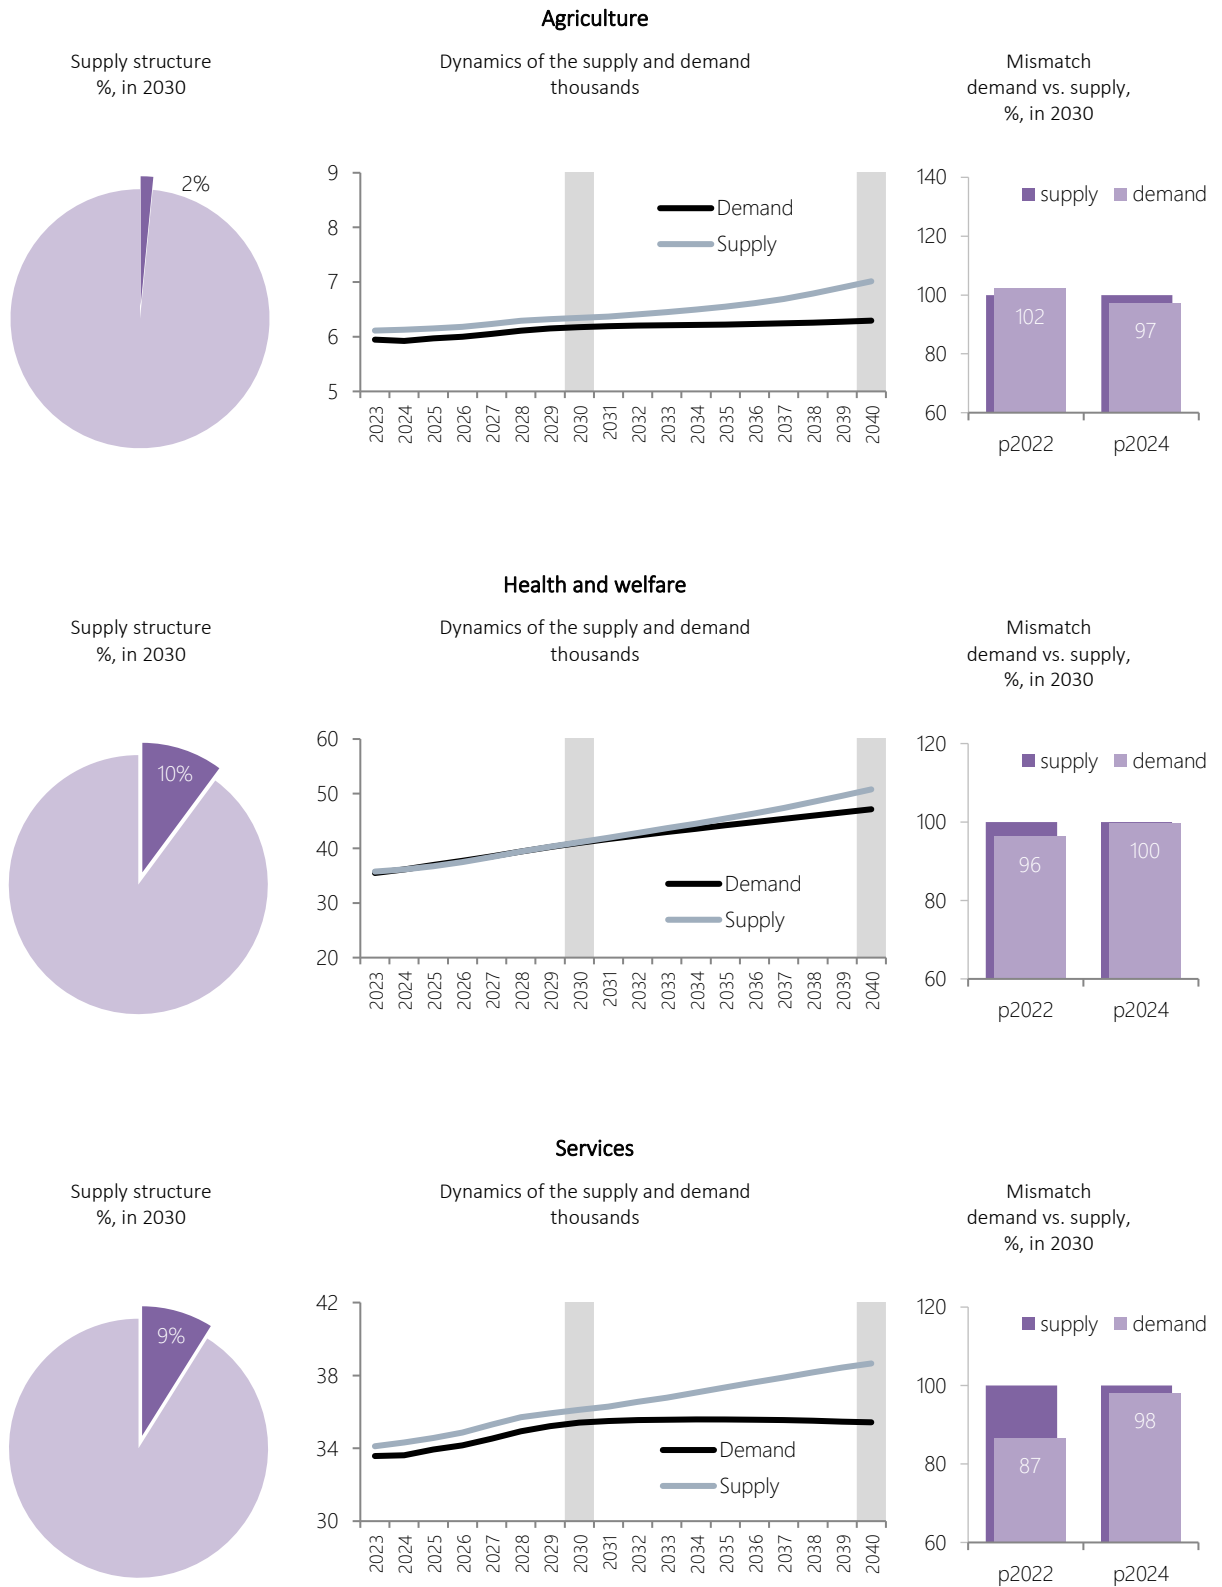 Agriculture
Supply structure
%, in 2030
Dynamics of the supply and demand
thousands
Mismatch
demand vs. supply,
%, in 2030
2%
9
8
7
6
5
Demand
Supply
2023
2024
2025
2026
2027
2028
2029
2030
2031
2032
2033
2034
2035
2036
2037
2038
2039
2040
140
120
100
80
60
supply
demand
102
97
p2022
p2024
Health and welfare
Supply structure
%, in 2030
Dynamics of the supply and demand
thousands
Mismatch
demand vs. supply,
%, in 2030
10%
60
50
40
30
20
Demand
Supply
2023
2024
2025
2026
2027
2028
2029
2030
2031
2032
2033
2034
2035
2036
2037
2038
2039
2040
120
100
80
60
supply
demand
96
100
p2022
p2024
Services
Supply structure
%, in 2030
Dynamics of the supply and demand
thousands
Mismatch
demand vs. supply,
%, in 2030
9%
42
38
34
30
Demand
Supply
2023
2024
2025
2026
2027
2028
2029
2030
2031
2032
2033
2034
2035
2036
2037
2038
2039
2040
120
100
80
60
supply
demand
87
98
p2022
p2024